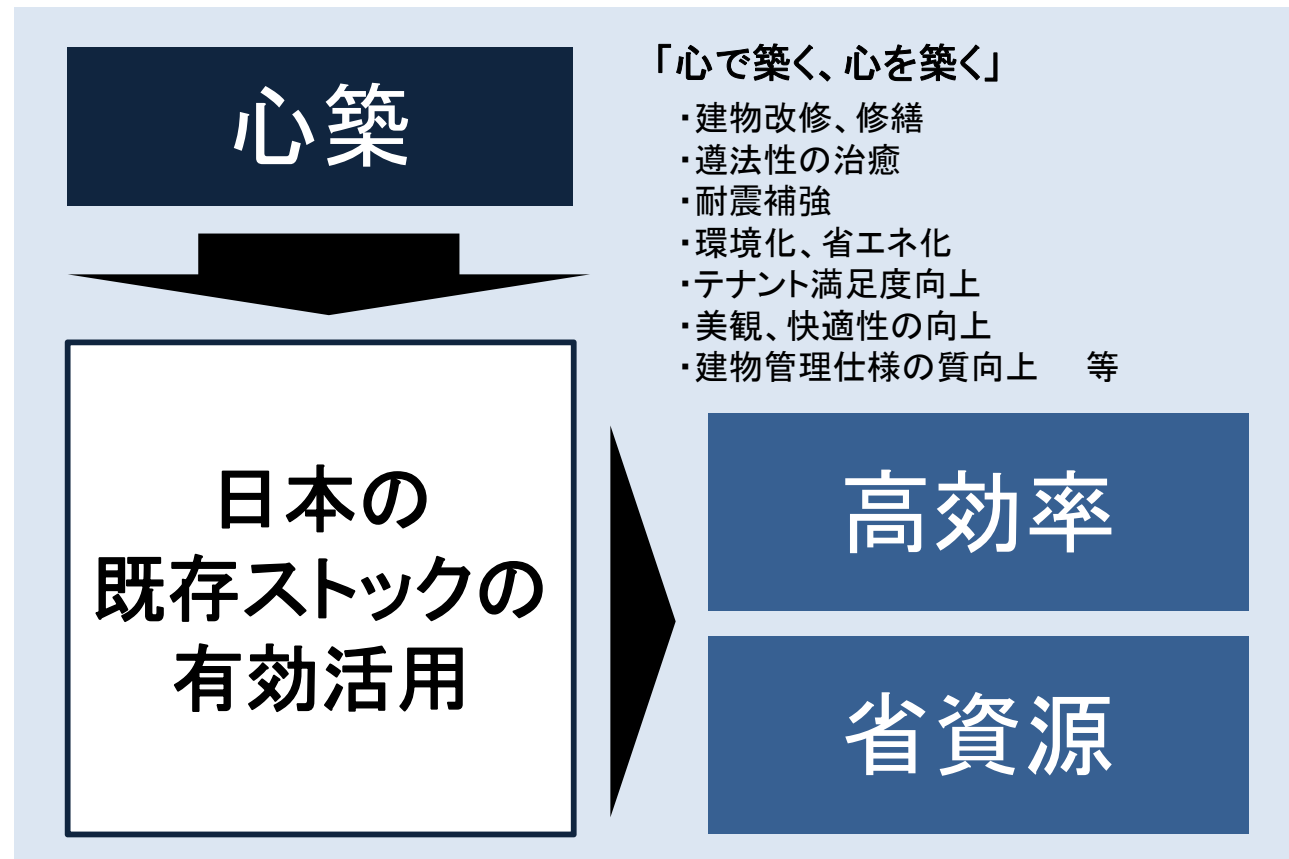 心築
「心で築く、心を築く」
・建物改修、修繕
・遵法性の治癒
・耐震補強
・環境化、省エネ化
・テナント満足度向上
・美観、快適性の向上
・建物管理仕様の質向上　等
日本の
既存ストックの
有効活用
高効率
省資源